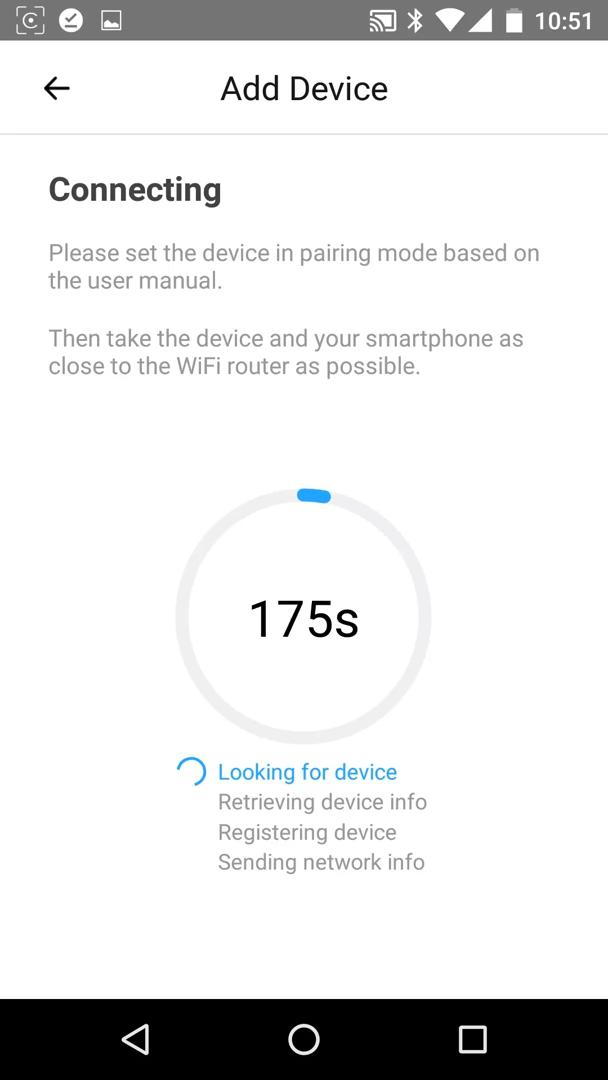 10:51
Add Device
Connecting
Please set the device in pairing mode based on
the user manual.
Then take the device and your smartphone as
close to the WiFi router as possible.
175s
Looking for device
Retrieving device info
Registering device
Sending network info